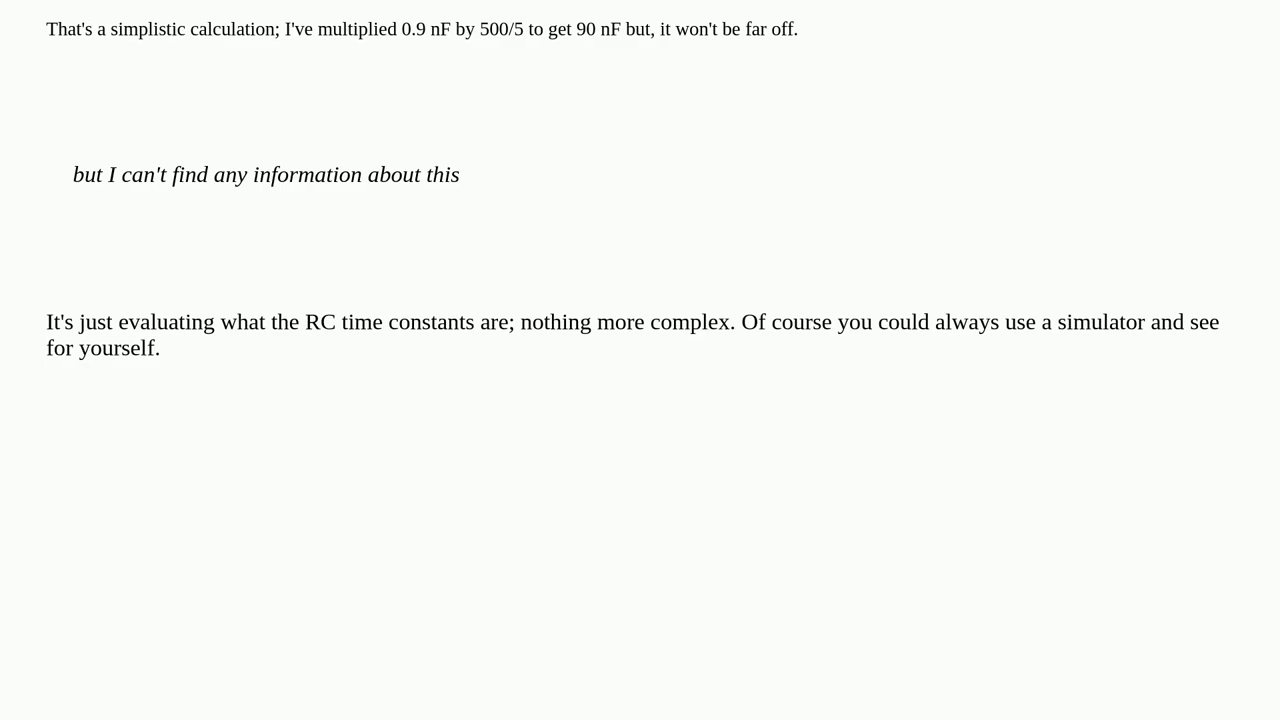 That's a simplistic calculation; I've multiplied 0.9 nF by 500/5 to get 90 nF but, it won't be far off.
but I can't find any information about this
It's just evaluating what the RC time constants are; nothing more complex. Of course you could always use a simulator and see
for yourself.